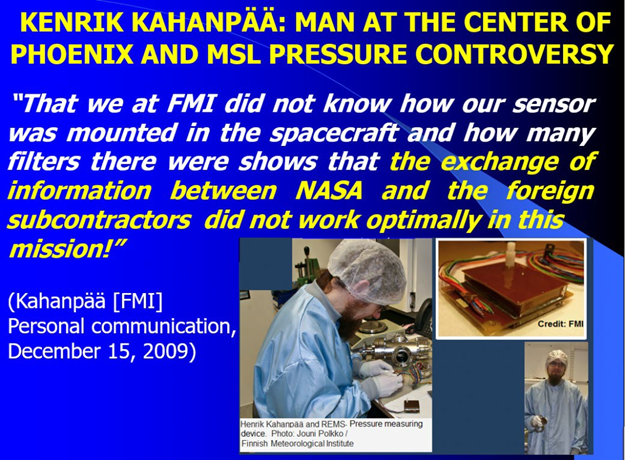 KENRIK KAHANPÄÄ: MAN AT THE CENTER OF
PHOENIX AND MSL PRESSURE CONTROVERSY
“That we at FMI did not know how our sensor
was mounted in the spacecraft and how many
filters there were shows that the exchange of
information between NASA and the foreign
subcontractors did not work optimally in this
mission!”
(Kahanpää [FMI]
Personal communication,
December 15, 2009)
Credit: FMI
Henrik Kahanpää and REMS- Pressure measuring
device. Photo: Jouni Polkko /
Finnish Meteorological Institute